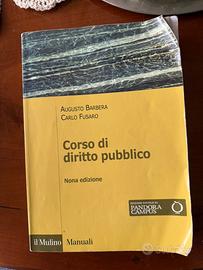 Augusto Barbera
Carlo Fusaro
Corso di
diritto pubblico
Nona edizione
PANDORA
CAMPUS
il Mulino
Manuali